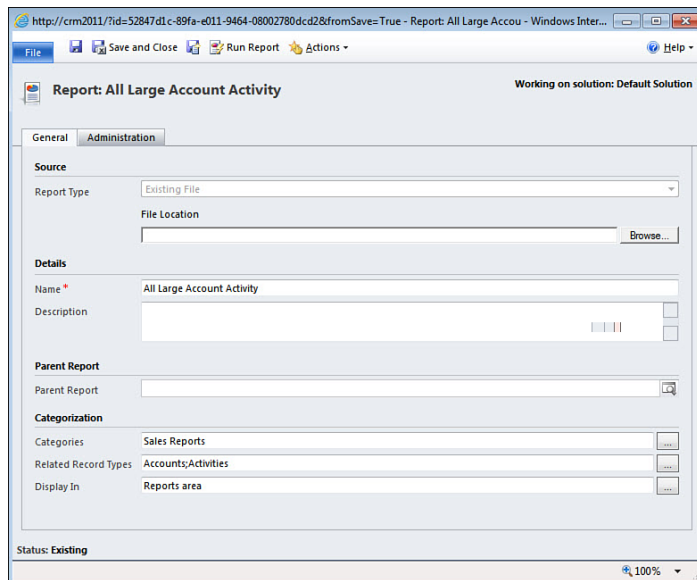 http://crm2011/?id=52847d1c-89fa-e011-9464-08002780dcd2&fromSave=True - Report: All Large Accou - Windows Inter...
File Save and Close Run Report Actions Help
Report: All Large Account Activity
Working on solution: Default Solution
General Administration
Source
Report Type Existing File
File Location
Browse...
Details
Name * All Large Account Activity
Description
Parent Report
Parent Report
Categorization
Categories Sales Reports ...
Related Record Types Accounts;Activities ...
Display In Reports area ...
Status: Existing
100%